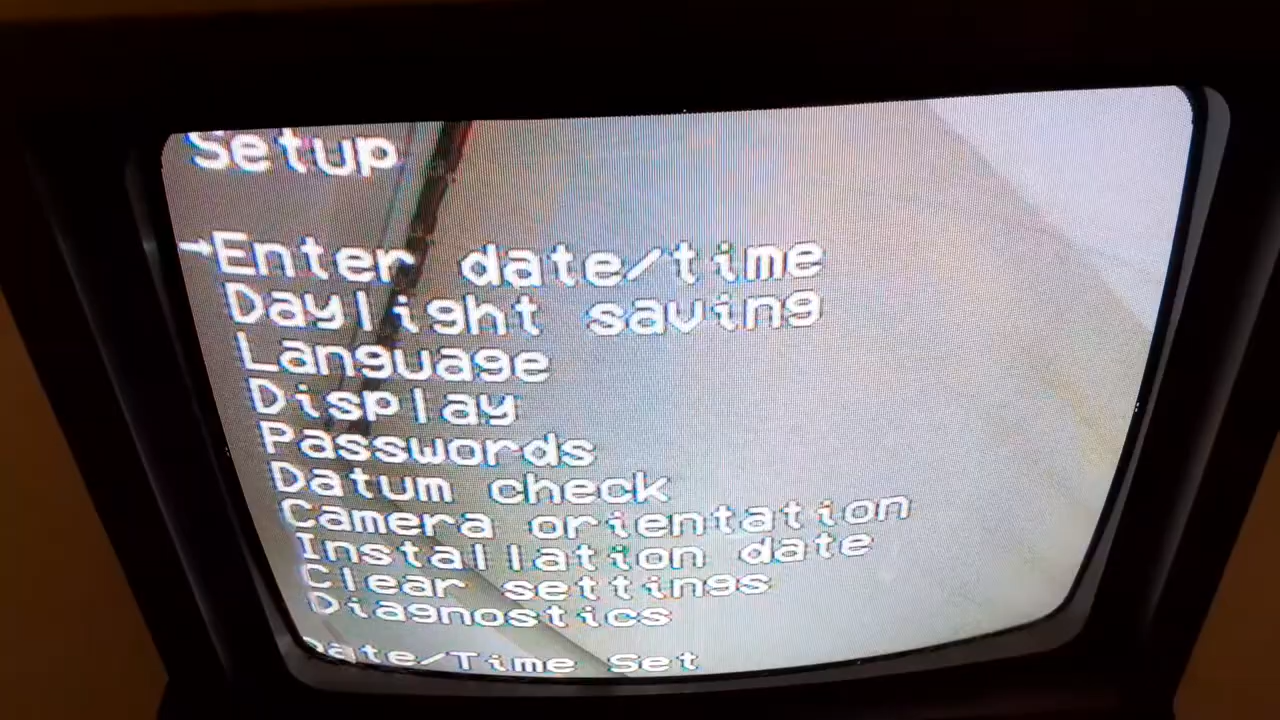 Setup
→Enter date/time
Daylight saving
Language
Display
Passwords
Datum check
Camera orientation
Installation date
Clear settings
Diagnostics
Date/Time Set